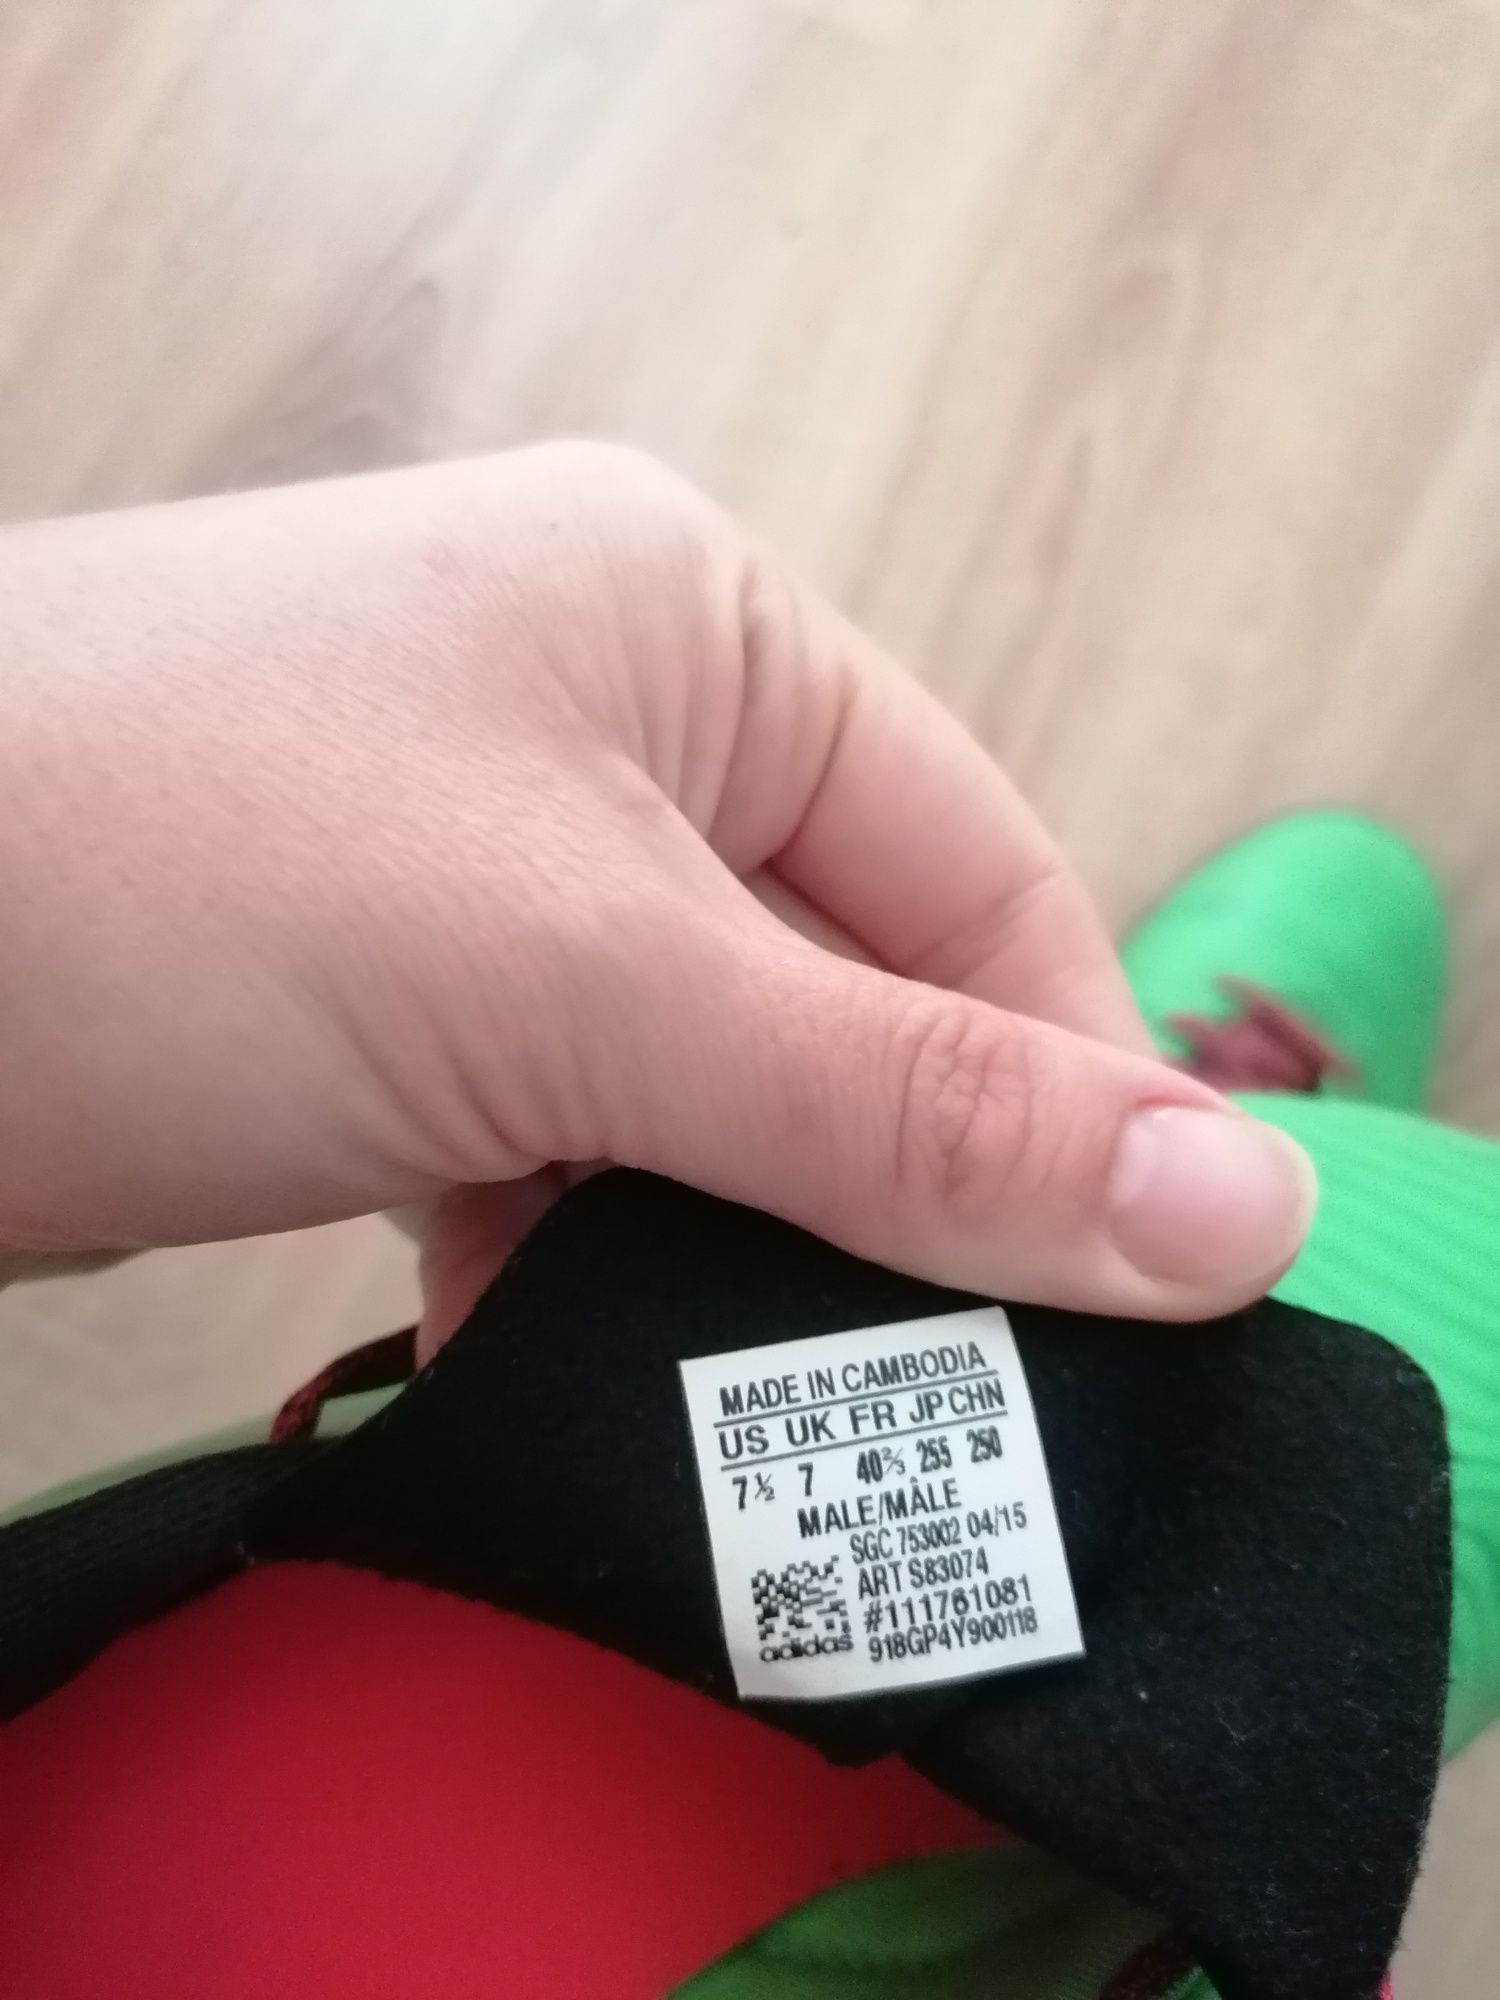 MADE IN CAMBODIA
US UK FR JP CHN
7½ 7 40⅔ 255 250
MALE/MÂLE
SGC 753002 04/15
ART S83074
#111761081
918GP4Y900118
adidas